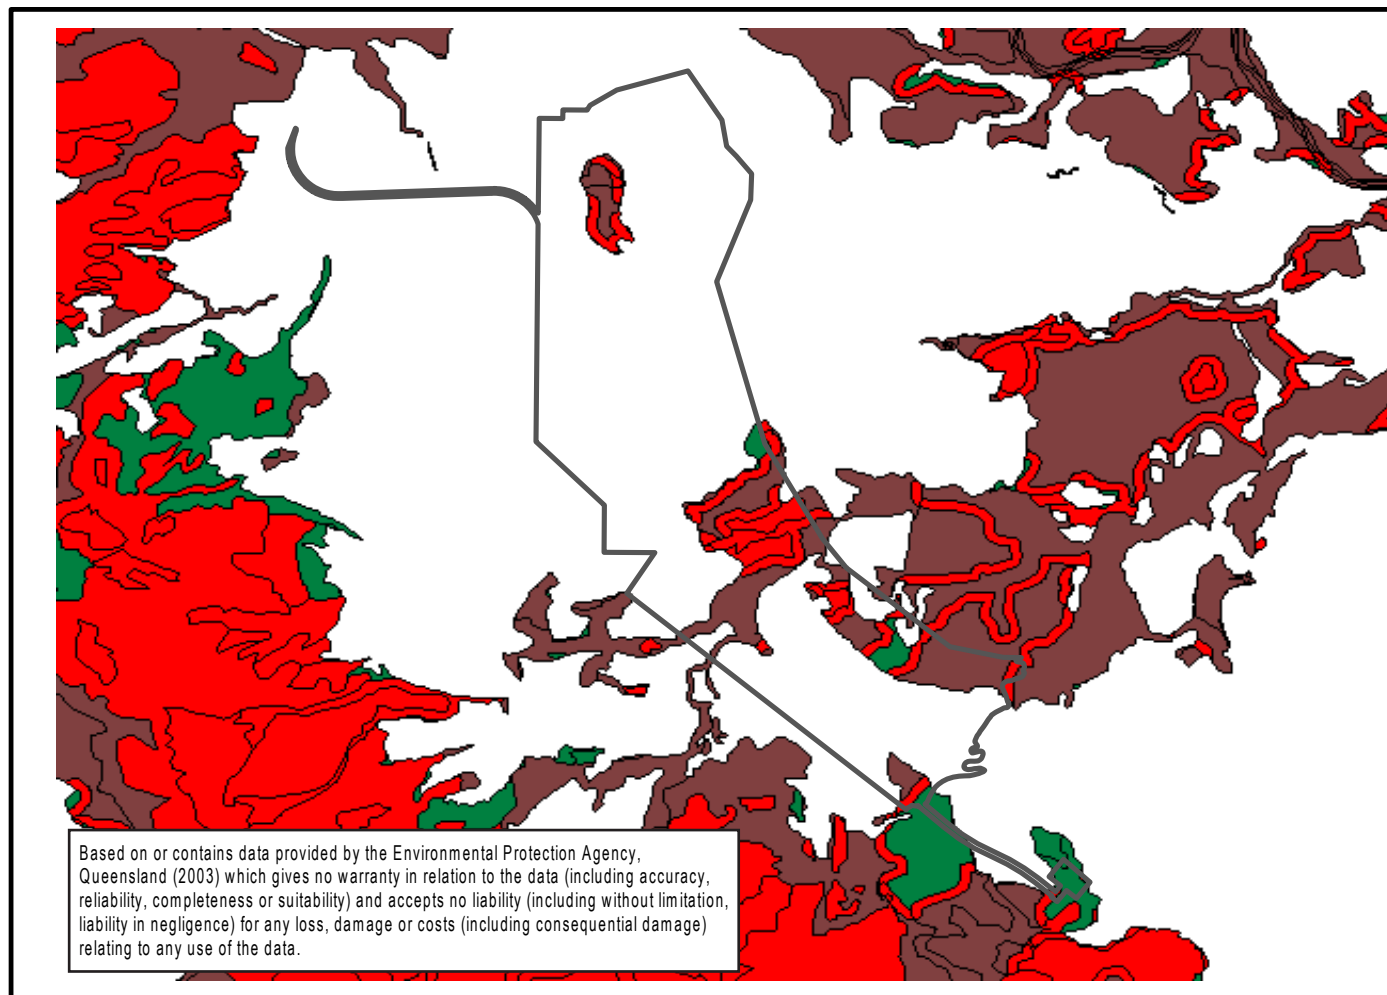 Based on or contains data provided by the Environmental Protection Agency,
Queensland (2003) which gives no warranty in relation to the data (including accuracy,
reliability, completeness or suitability) and accepts no liability (including without limitation,
liability in negligence) for any loss, damage or costs (including consequential damage)
relating to any use of the data.